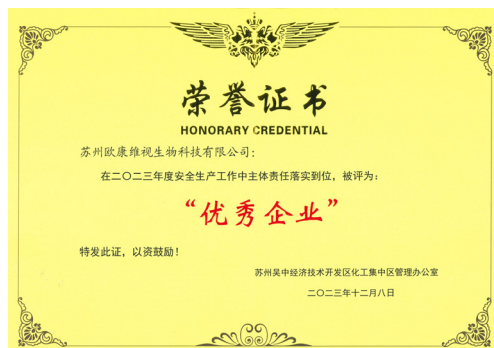 荣誉证书
HONORARY CREDENTIAL
苏州欧康维视生物科技有限公司：
在二〇二三年度安全生产工作中主体责任落实到位，被评为：
“优秀企业”
特发此证，以资鼓励！
苏州吴中经济技术开发区化工集中区管理办公室
二〇二三年十二月八日